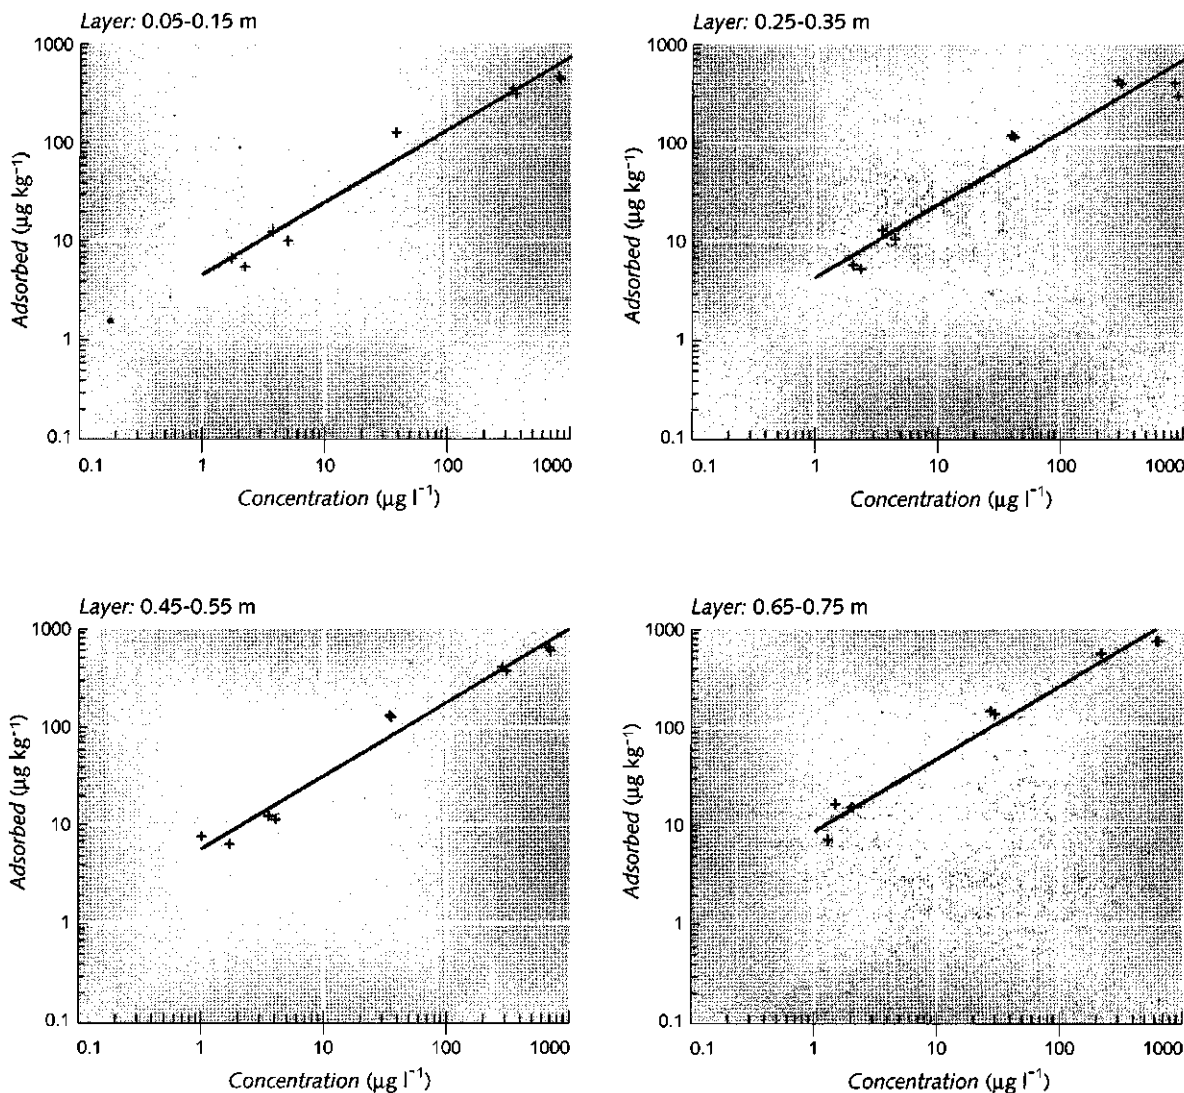 Layer: 0.05-0.15 m
1000
100
10
1
0.1
Adsorbed (µg kg⁻¹)
0.1 1 10 100 1000
Concentration (µg l⁻¹)
Layer: 0.25-0.35 m
1000
100
10
1
0.1
Adsorbed (µg kg⁻¹)
0.1 1 10 100 1000
Concentration (µg l⁻¹)
Layer: 0.45-0.55 m
1000
100
10
1
0.1
Adsorbed (µg kg⁻¹)
0.1 1 10 100 1000
Concentration (µg l⁻¹)
Layer: 0.65-0.75 m
1000
100
10
1
0.1
Adsorbed (µg kg⁻¹)
0.1 1 10 100 1000
Concentration (µg l⁻¹)